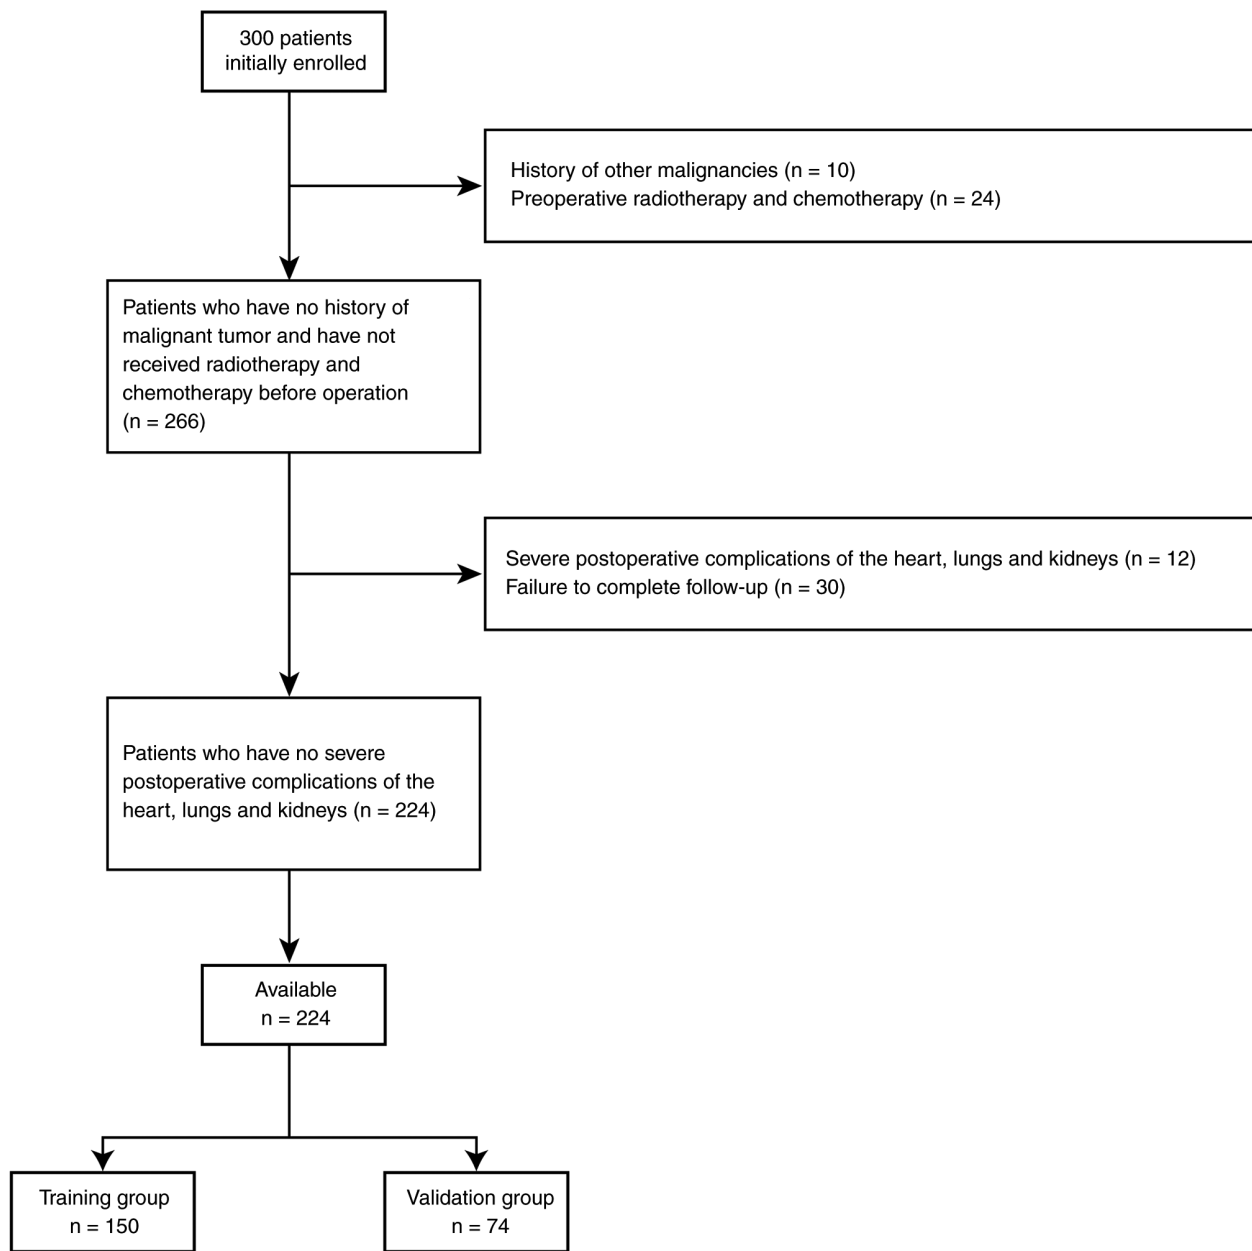 300 patients
initially enrolled
History of other malignancies (n = 10)
Preoperative radiotherapy and chemotherapy (n = 24)
Patients who have no history of
malignant tumor and have not
received radiotherapy and
chemotherapy before operation
(n = 266)
Severe postoperative complications of the heart, lungs and kidneys (n = 12)
Failure to complete follow-up (n = 30)
Patients who have no severe
postoperative complications of the
heart, lungs and kidneys (n = 224)
Available
n = 224
Training group
n = 150
Validation group
n = 74